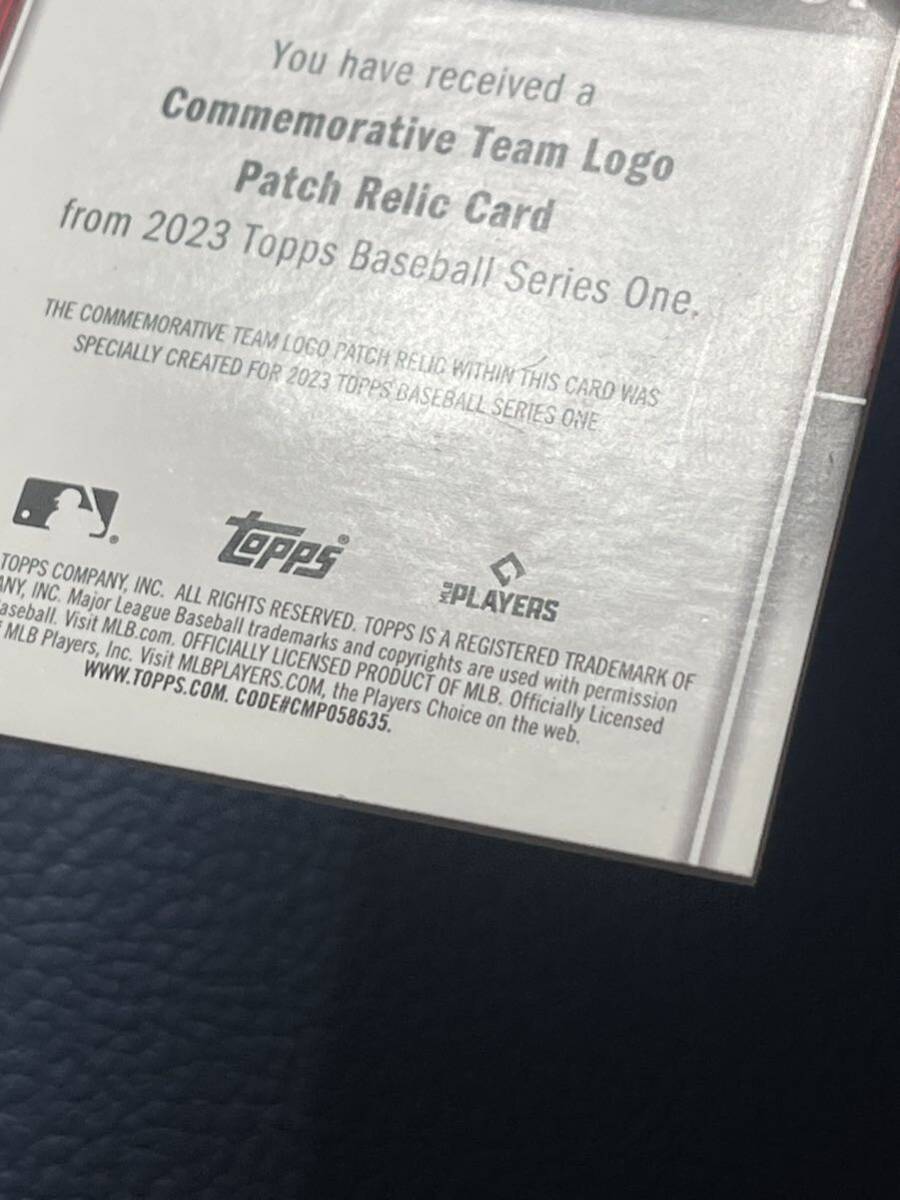 You have received a
Commemorative Team Logo
Patch Relic Card
from 2023 Topps Baseball Series One.
THE COMMEMORATIVE TEAM LOGO PATCH RELIC WITHIN THIS CARD WAS
SPECIALLY CREATED FOR 2023 TOPPS BASEBALL SERIES ONE
topps®
MLB PLAYERS
TOPPS COMPANY, INC. ALL RIGHTS RESERVED. TOPPS IS A REGISTERED TRADEMARK OF
INC. Major League Baseball trademarks and copyrights are used with permission
Visit MLB.com. OFFICIALLY LICENSED PRODUCT OF MLB. Officially Licensed
MLB Players, Inc. Visit MLBPLAYERS.COM, the Players Choice on the web.
WWW.TOPPS.COM. CODE#CMP058635.